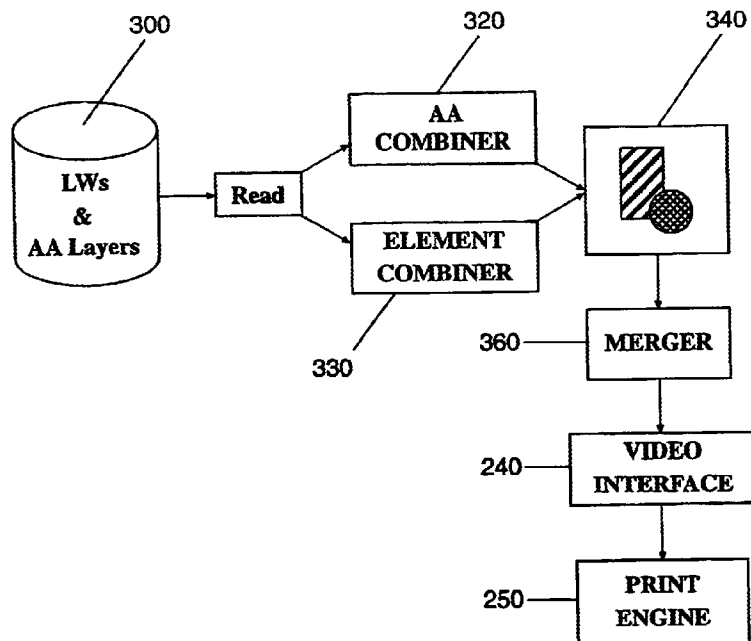 300
320
340
LWs
&
AA Layers
Read
AA
COMBINER
ELEMENT
COMBINER
330
360
MERGER
240
VIDEO
INTERFACE
250
PRINT
ENGINE